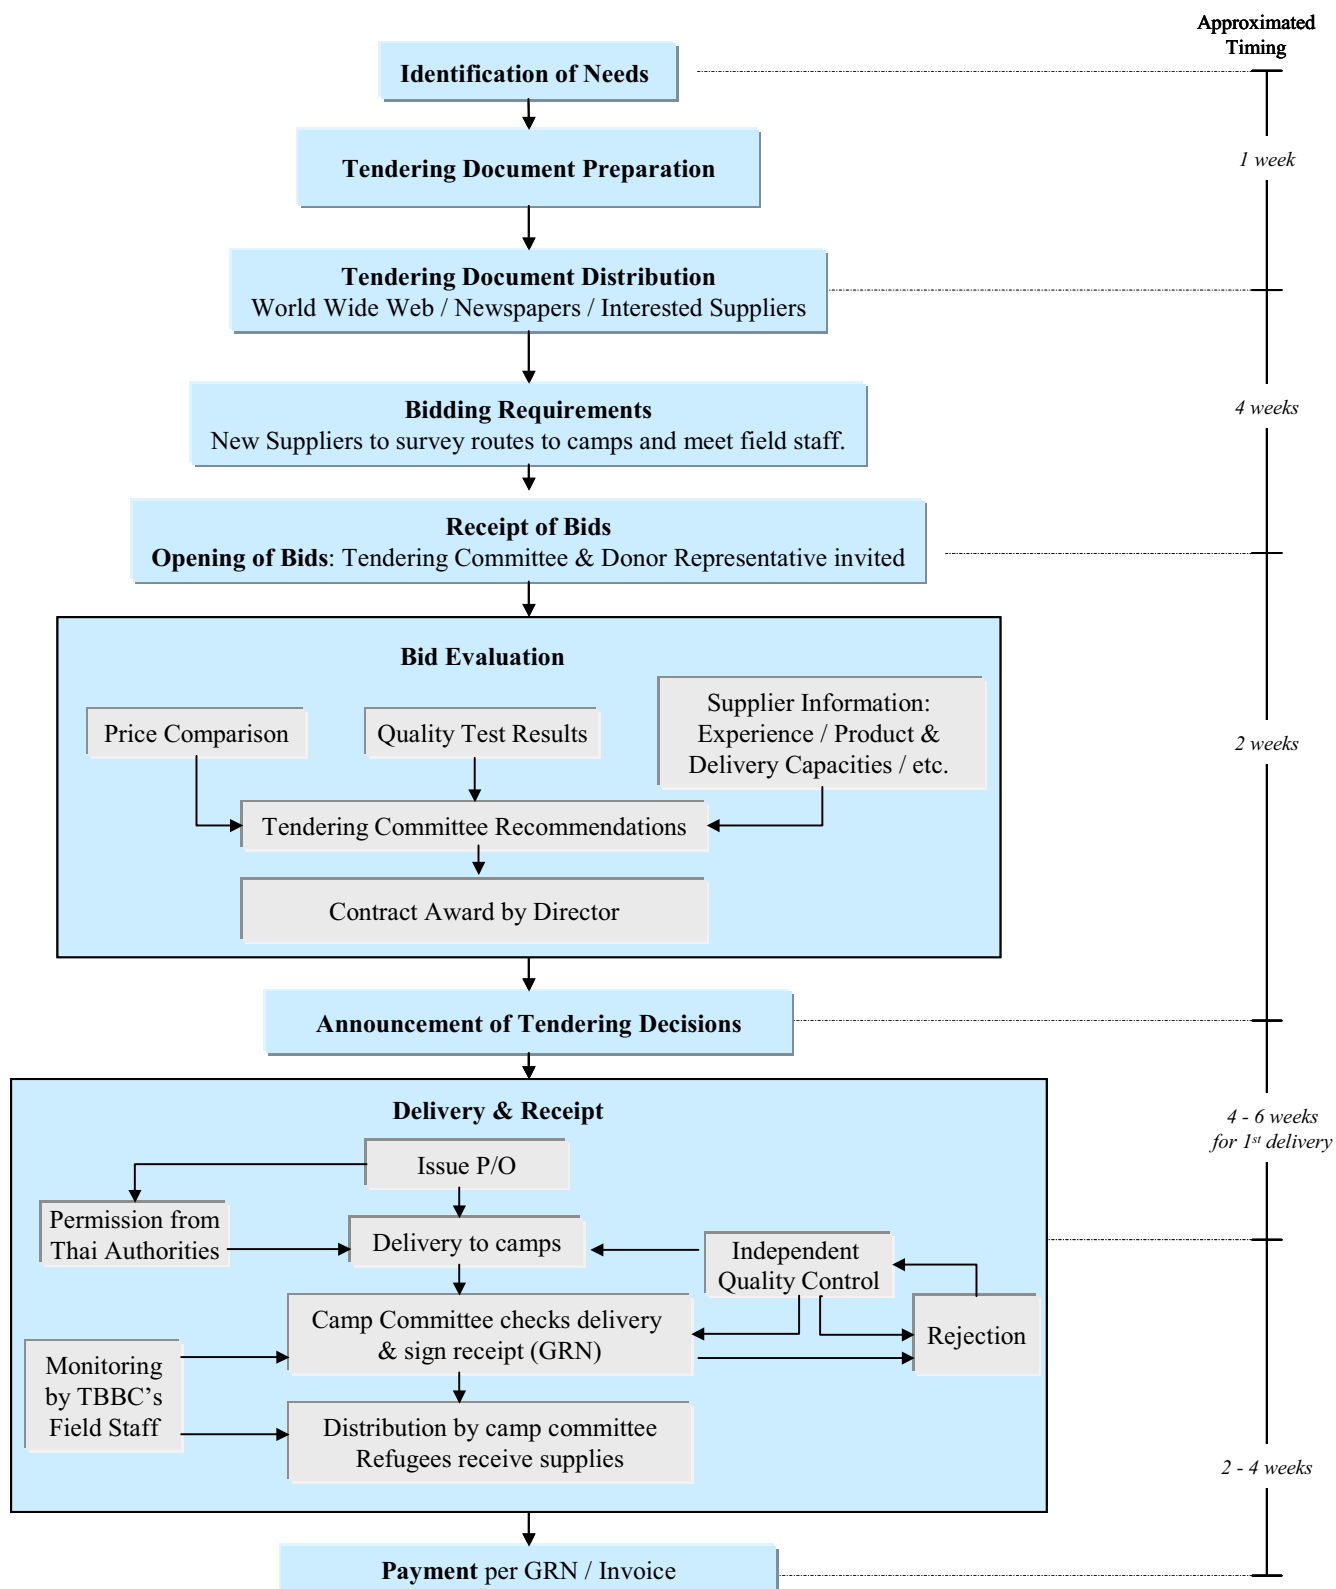 Approximated
Timing
Identification of Needs
Tendering Document Preparation
1 week
Tendering Document Distribution
World Wide Web / Newspapers / Interested Suppliers
Bidding Requirements
New Suppliers to survey routes to camps and meet field staff.
4 weeks
Receipt of Bids
Opening of Bids: Tendering Committee & Donor Representative invited
Bid Evaluation
Price Comparison
Quality Test Results
Supplier Information:
Experience / Product &
Delivery Capacities / etc.
2 weeks
Tendering Committee Recommendations
Contract Award by Director
Announcement of Tendering Decisions
Delivery & Receipt
4 - 6 weeks
for 1st delivery
Issue P/O
Permission from
Thai Authorities
Delivery to camps
Independent
Quality Control
Camp Committee checks delivery
& sign receipt (GRN)
Rejection
Monitoring
by TBBC's
Field Staff
Distribution by camp committee
Refugees receive supplies
2 - 4 weeks
Payment per GRN / Invoice